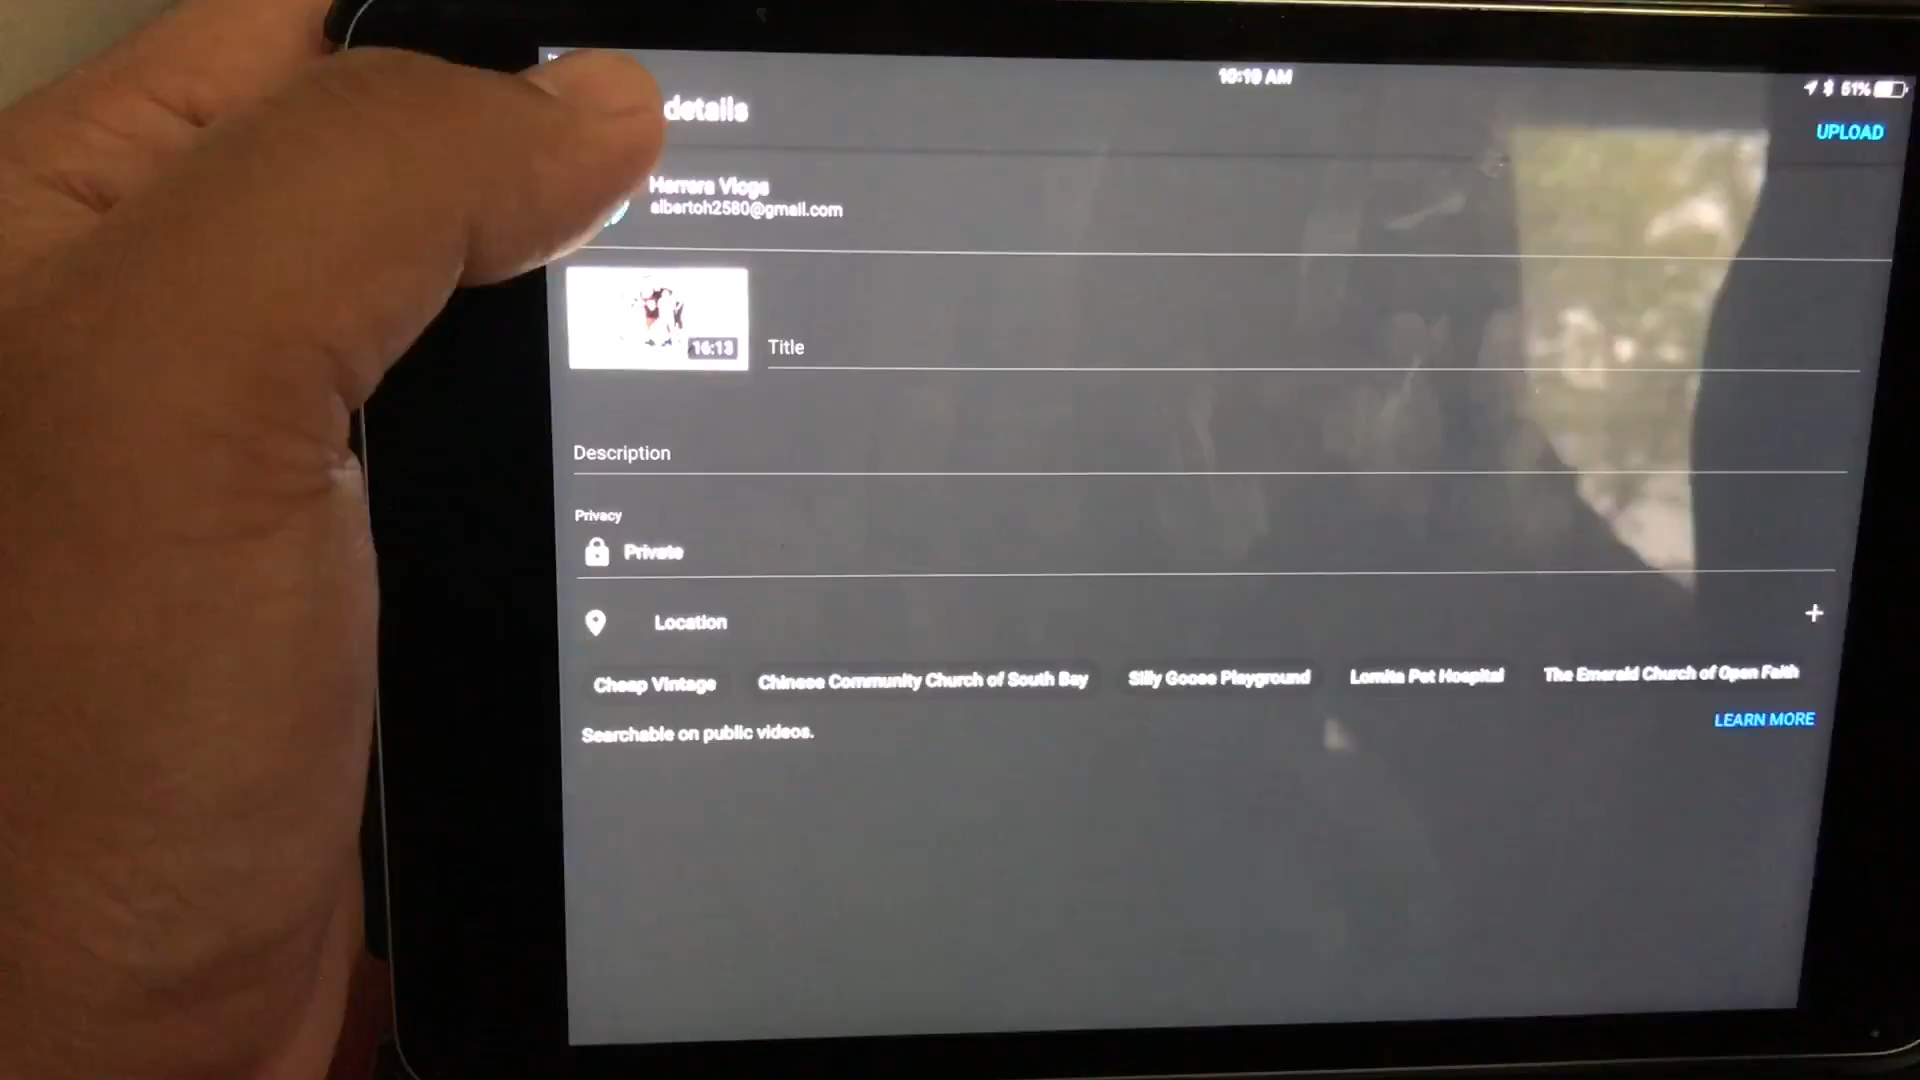 10:19 AM
51%
details
UPLOAD
Herrera Vlogs
albertoh2580@gmail.com
16:13
Title
Description
Privacy
Private
Location
+
Cheap Vintage
Chinese Community Church of South Bay
Silly Goose Playground
Lomita Pet Hospital
The Emerald Church of Open Faith
Searchable on public videos.
LEARN MORE